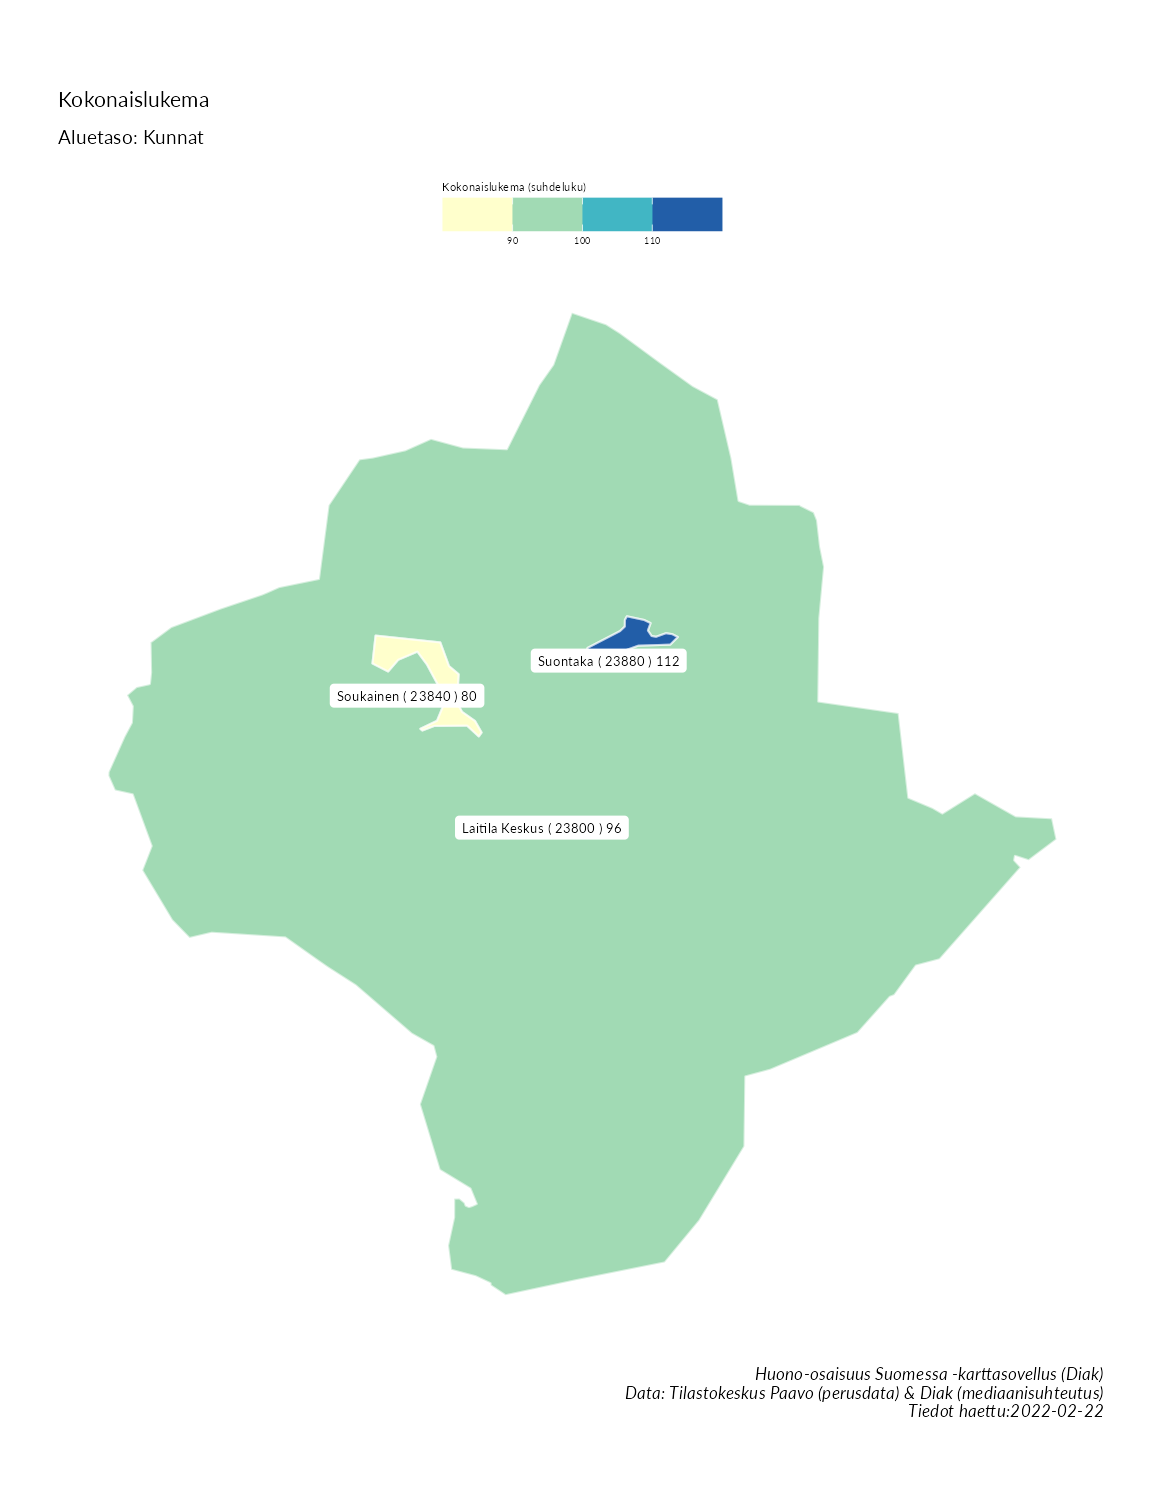 Kokonaislukema
Aluetaso: Kunnat
Kokonaislukema (suhdeluku)
90 100 110
Suontaka ( 23880 ) 112
Soukainen ( 23840 ) 80
Laitila Keskus ( 23800 ) 96
Huono-osaisuus Suomessa -karttasovellus (Diak)
Data: Tilastokeskus Paavo (perusdata) & Diak (mediaanisuhteutus)
Tiedot haettu:2022-02-22